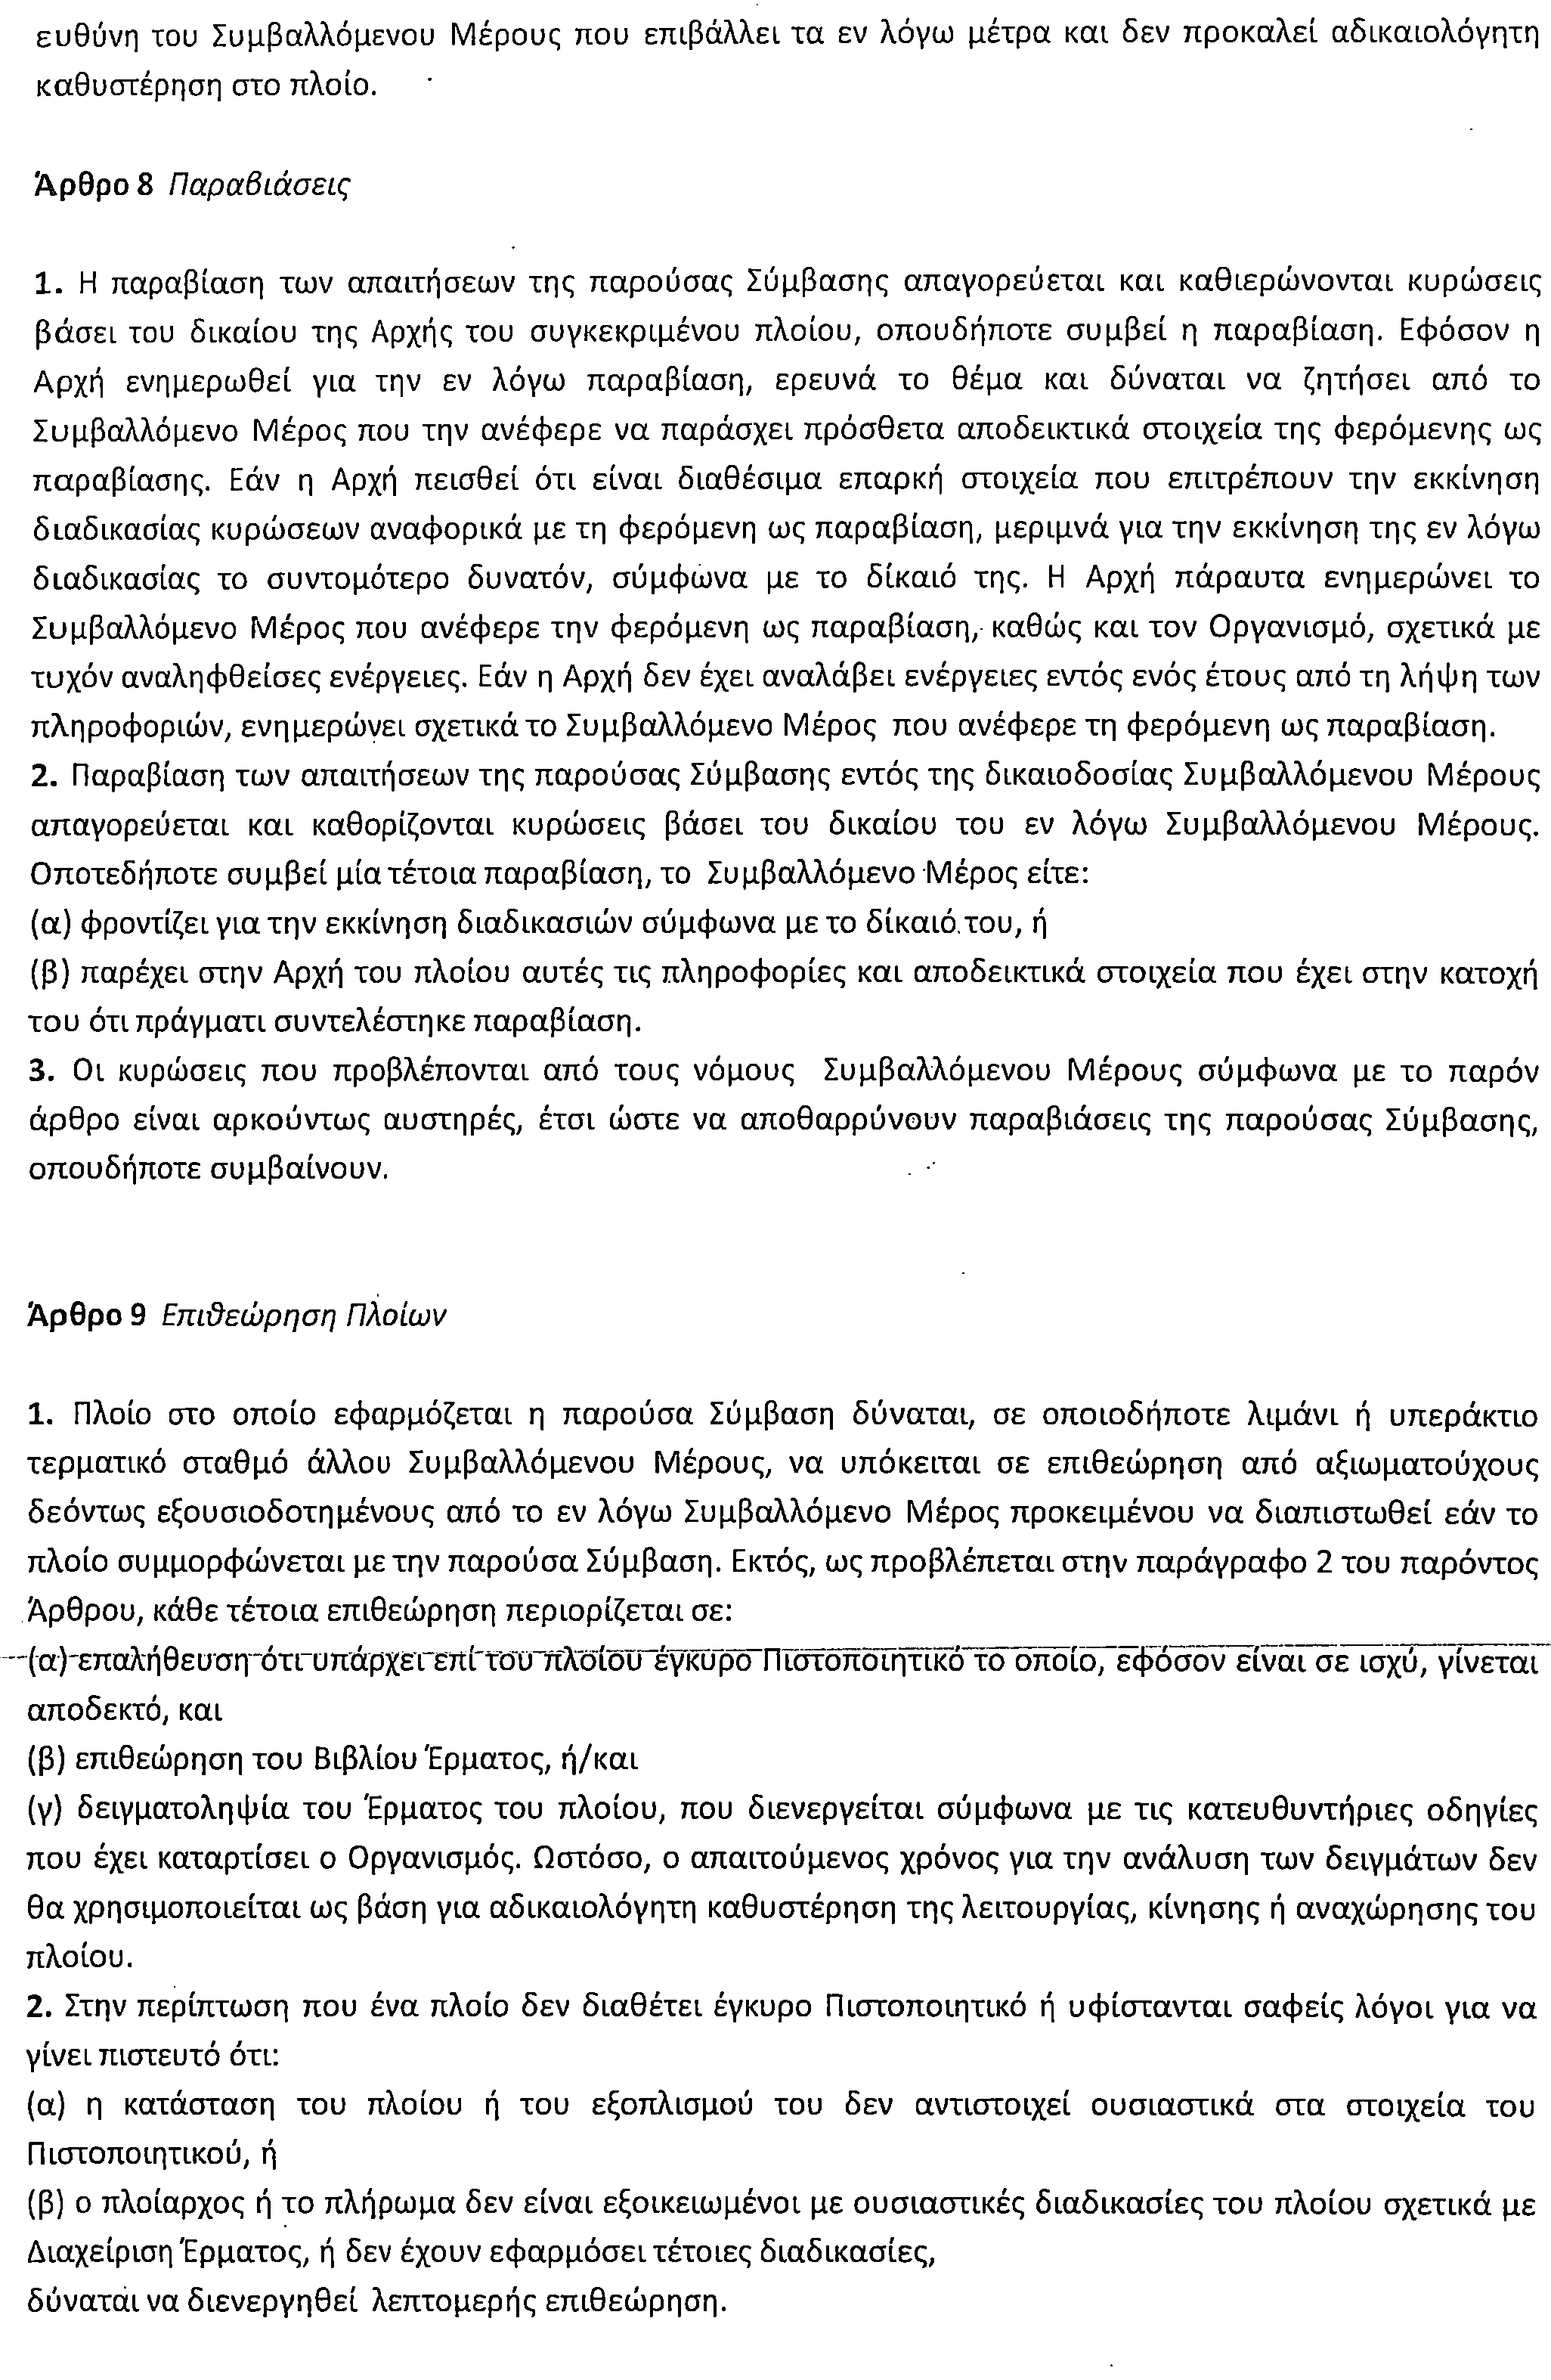 ευθύνη του Συμβαλλόμενου Μέρους που επιβάλλει τα εν λόγω μέτρα και δεν προκαλεί αδικαιολόγητη
καθυστέρηση στο πλοίο.
Άρθρο 8 Παραβιάσεις
1. Η παραβίαση των απαιτήσεων της παρούσας Σύμβασης απαγορεύεται και καθιερώνονται κυρώσεις
βάσει του δικαίου της Αρχής του συγκεκριμένου πλοίου, οπουδήποτε συμβεί η παραβίαση. Εφόσον η
Αρχή ενημερωθεί για την εν λόγω παραβίαση, ερευνά το θέμα και δύναται να ζητήσει από το
Συμβαλλόμενο Μέρος που την ανέφερε να παράσχει πρόσθετα αποδεικτικά στοιχεία της φερόμενης ως
παραβίασης. Εάν η Αρχή πεισθεί ότι είναι διαθέσιμα επαρκή στοιχεία που επιτρέπουν την εκκίνηση
διαδικασίας κυρώσεων αναφορικά με τη φερόμενη ως παραβίαση, μεριμνά για την εκκίνηση της εν λόγω
διαδικασίας το συντομότερο δυνατόν, σύμφωνα με το δίκαιό της. Η Αρχή πάραυτα ενημερώνει το
Συμβαλλόμενο Μέρος που ανέφερε την φερόμενη ως παραβίαση, καθώς και τον Οργανισμό, σχετικά με
τυχόν αναληφθείσες ενέργειες. Εάν η Αρχή δεν έχει αναλάβει ενέργειες εντός ενός έτους από τη λήψη των
πληροφοριών, ενημερώνει σχετικά το Συμβαλλόμενο Μέρος που ανέφερε τη φερόμενη ως παραβίαση.
2. Παραβίαση των απαιτήσεων της παρούσας Σύμβασης εντός της δικαιοδοσίας Συμβαλλόμενου Μέρους
απαγορεύεται και καθορίζονται κυρώσεις βάσει του δικαίου του εν λόγω Συμβαλλόμενου Μέρους.
Οποτεδήποτε συμβεί μία τέτοια παραβίαση, το Συμβαλλόμενο Μέρος είτε:
(α) φροντίζει για την εκκίνηση διαδικασιών σύμφωνα με το δίκαιό του, ή
(β) παρέχει στην Αρχή του πλοίου αυτές τις πληροφορίες και αποδεικτικά στοιχεία που έχει στην κατοχή
του ότι πράγματι συντελέστηκε παραβίαση.
3. Οι κυρώσεις που προβλέπονται από τους νόμους Συμβαλλόμενου Μέρους σύμφωνα με το παρόν
άρθρο είναι αρκούντως αυστηρές, έτσι ώστε να αποθαρρύνουν παραβιάσεις της παρούσας Σύμβασης,
οπουδήποτε συμβαίνουν.
Άρθρο 9 Επιθεώρηση Πλοίων
1. Πλοίο στο οποίο εφαρμόζεται η παρούσα Σύμβαση δύναται, σε οποιοδήποτε λιμάνι ή υπεράκτιο
τερματικό σταθμό άλλου Συμβαλλόμενου Μέρους, να υπόκειται σε επιθεώρηση από αξιωματούχους
δεόντως εξουσιοδοτημένους από το εν λόγω Συμβαλλόμενο Μέρος προκειμένου να διαπιστωθεί εάν το
πλοίο συμμορφώνεται με την παρούσα Σύμβαση. Εκτός, ως προβλέπεται στην παράγραφο 2 του παρόντος
Άρθρου, κάθε τέτοια επιθεώρηση περιορίζεται σε:
(α) επαλήθευση ότι υπάρχει επί του πλοίου έγκυρο Πιστοποιητικό το οποίο, εφόσον είναι σε ισχύ, γίνεται
αποδεκτό, και
(β) επιθεώρηση του Βιβλίου Έρματος, ή/και
(γ) δειγματοληψία του Έρματος του πλοίου, που διενεργείται σύμφωνα με τις κατευθυντήριες οδηγίες
που έχει καταρτίσει ο Οργανισμός. Ωστόσο, ο απαιτούμενος χρόνος για την ανάλυση των δειγμάτων δεν
θα χρησιμοποιείται ως βάση για αδικαιολόγητη καθυστέρηση της λειτουργίας, κίνησης ή αναχώρησης του
πλοίου.
2. Στην περίπτωση που ένα πλοίο δεν διαθέτει έγκυρο Πιστοποιητικό ή υφίστανται σαφείς λόγοι για να
γίνει πιστευτό ότι:
(α) η κατάσταση του πλοίου ή του εξοπλισμού του δεν αντιστοιχεί ουσιαστικά στα στοιχεία του
Πιστοποιητικού, ή
(β) ο πλοίαρχος ή το πλήρωμα δεν είναι εξοικειωμένοι με ουσιαστικές διαδικασίες του πλοίου σχετικά με
Διαχείριση Έρματος, ή δεν έχουν εφαρμόσει τέτοιες διαδικασίες,
δύναται να διενεργηθεί λεπτομερής επιθεώρηση.